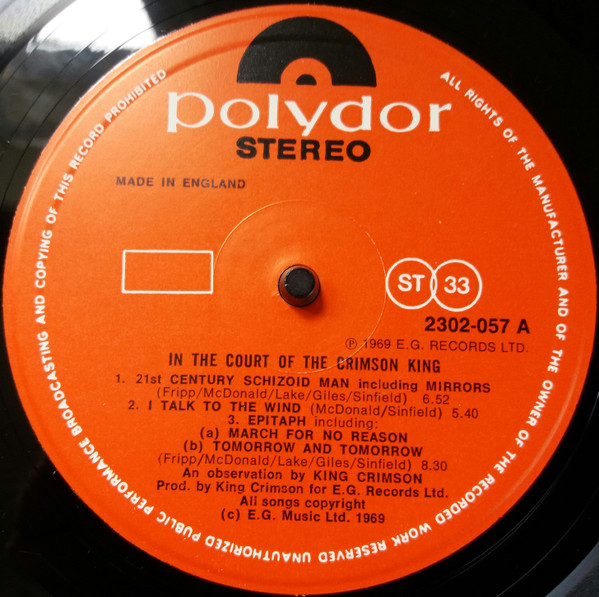 polydor
STEREO
MADE IN ENGLAND
ST 33
2302-057 A
℗ 1969 E.G. RECORDS LTD.
IN THE COURT OF THE CRIMSON KING
1. 21st CENTURY SCHIZOID MAN including MIRRORS
(Fripp/McDonald/Lake/Giles/Sinfield) 6.52
2. I TALK TO THE WIND (McDonald/Sinfield) 5.40
3. EPITAPH including:
(a) MARCH FOR NO REASON
(b) TOMORROW AND TOMORROW
(Fripp/McDonald/Lake/Giles/Sinfield) 8.30
An observation by KING CRIMSON
Prod. by King Crimson for E.G. Records Ltd.
All songs copyright
(c) E.G. Music Ltd. 1969
ALL RIGHTS OF THE MANUFACTURER AND OF THE OWNER OF THE RECORDED WORK RESERVED UNAUTHORIZED PUBLIC PERFORMANCE BROADCASTING AND COPYING OF THIS RECORD PROHIBITED